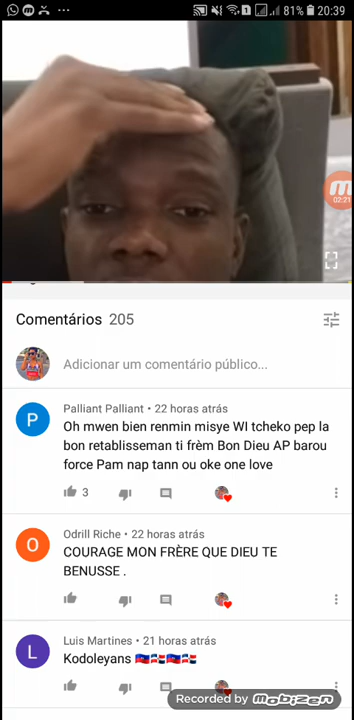 81% 20:39
02:21
Comentários 205
Adicionar um comentário público...
P
Palliant Palliant • 22 horas atrás
Oh mwen bien renmin misye WI tcheko pep la
bon retablisseman ti frèm Bon Dieu AP barou
force Pam nap tann ou oke one love
3
O
Odrill Riche • 22 horas atrás
COURAGE MON FRÈRE QUE DIEU TE
BENUSSE .
L
Luis Martines • 21 horas atrás
Kodoleyans 🇭🇹🇩🇴🇭🇹🇩🇴
Recorded by mobizen